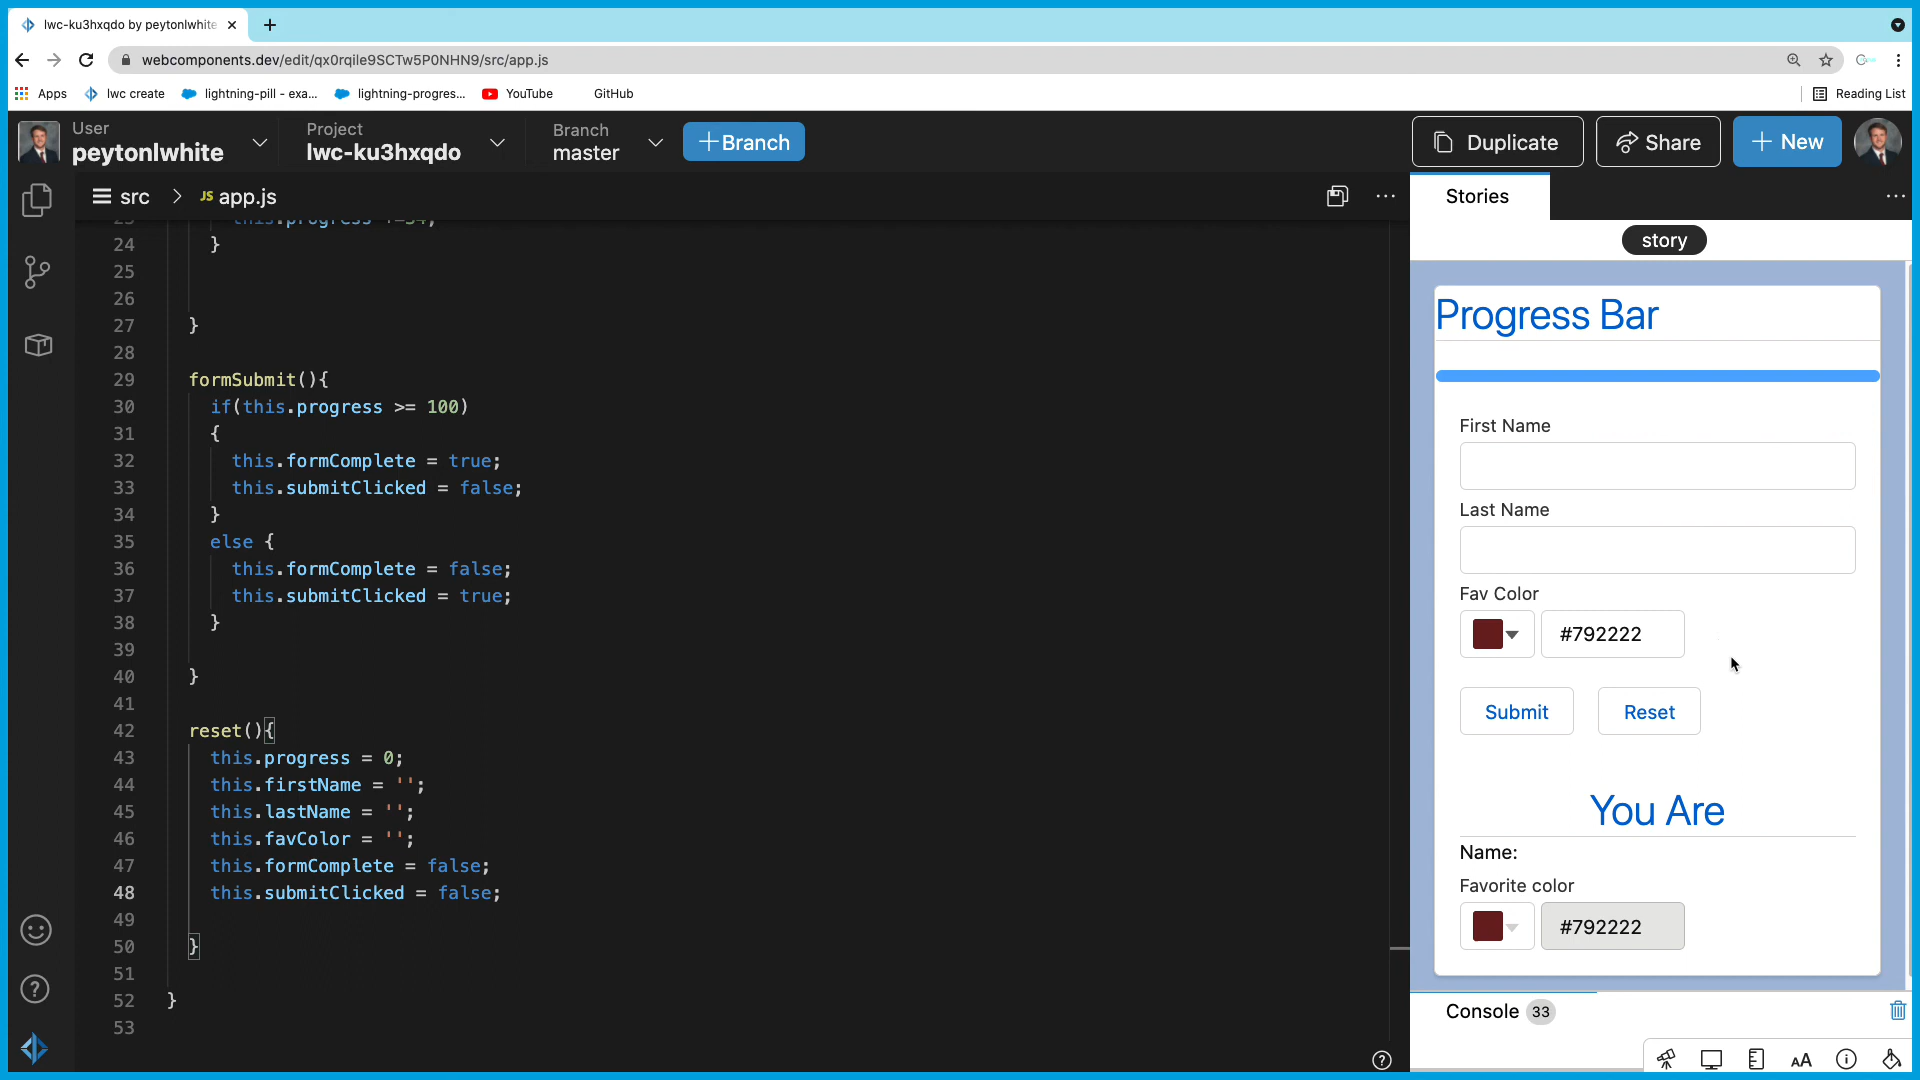 lwc-ku3hxqdo by peytonlwhite
webcomponents.dev/edit/qx0rqile9SCTw5P0NHN9/src/app.js
Apps lwc create lightning-pill - exa... lightning-progres... YouTube GitHub Reading List
User
peytonlwhite
Project
lwc-ku3hxqdo
Branch
master
+Branch
Duplicate
Share
+ New
src > JS app.js
Stories
story
24 }
25
26
27 }
28
29 formSubmit(){
30 if(this.progress >= 100)
31 {
32 this.formComplete = true;
33 this.submitClicked = false;
34 }
35 else {
36 this.formComplete = false;
37 this.submitClicked = true;
38 }
39
40 }
41
42 reset(){
43 this.progress = 0;
44 this.firstName = '';
45 this.lastName = '';
46 this.favColor = '';
47 this.formComplete = false;
48 this.submitClicked = false;
49
50 }
51
52 }
53
Progress Bar
First Name
Last Name
Fav Color
#792222
Submit Reset
You Are
Name:
Favorite color
#792222
Console 33
AA